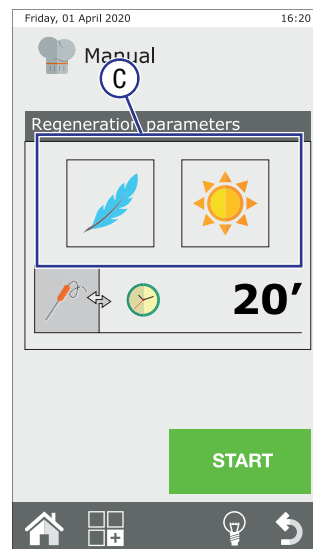 Friday, 01 April 2020 16:20
Manual
C
Regeneration parameters
20’
START